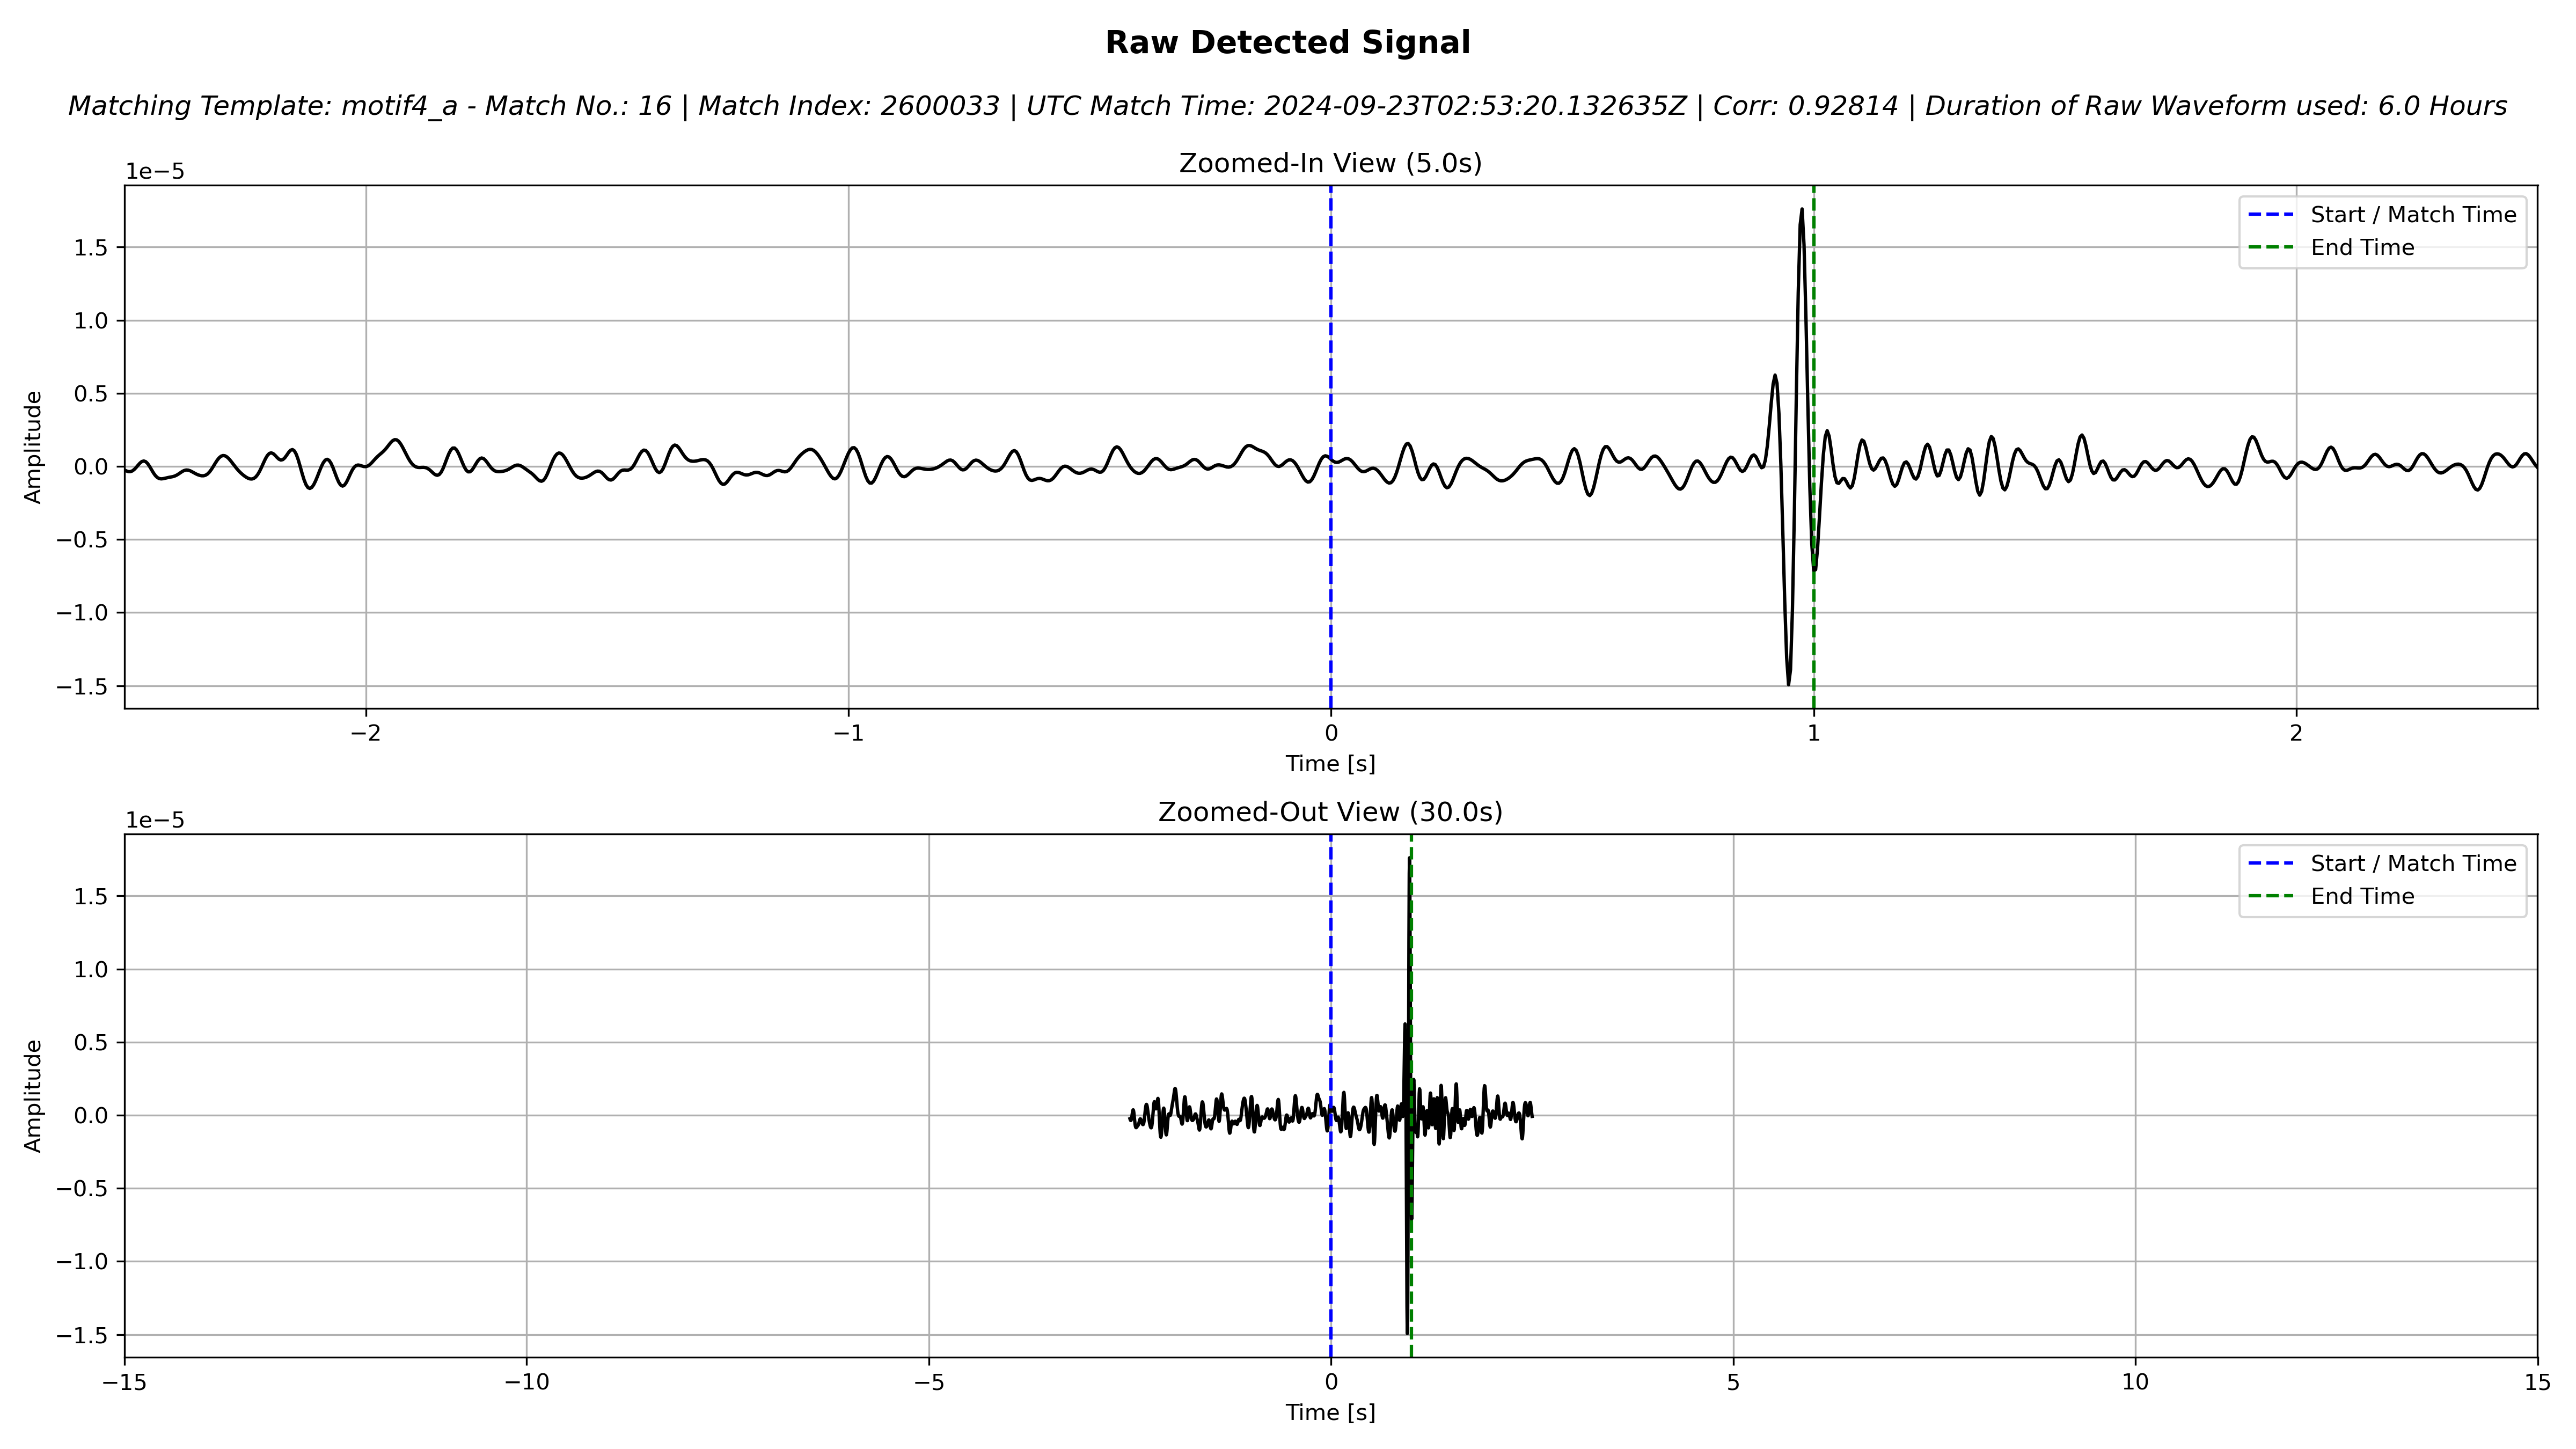 Raw Detected Signal
Matching Template: motif4_a - Match No.: 16 | Match Index: 2600033 | UTC Match Time: 2024-09-23T02:53:20.132635Z | Corr: 0.92814 | Duration of Raw Waveform used: 6.0 Hours
Zoomed-In View (5.0s)
1e−5
Start / Match Time
End Time
1.5
1.0
0.5
0.0
−0.5
−1.0
−1.5
Amplitude
−2 −1 0 1 2
Time [s]
Zoomed-Out View (30.0s)
1e−5
Start / Match Time
End Time
1.5
1.0
0.5
0.0
−0.5
−1.0
−1.5
Amplitude
−15 −10 −5 0 5 10 15
Time [s]